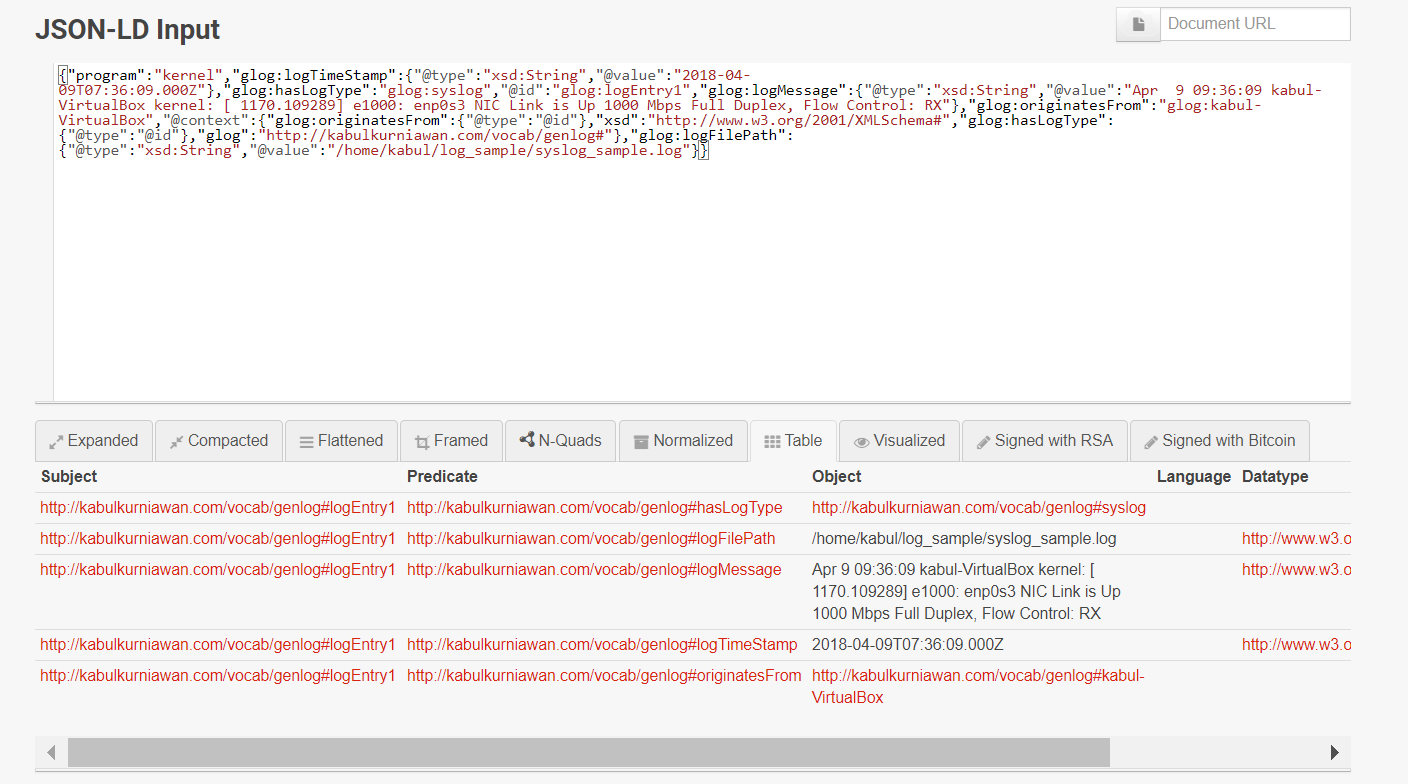 JSON-LD Input
Document URL
{"program":"kernel","glog:logTimeStamp":{"@type":"xsd:String","@value":"2018-04-
09T07:36:09.000Z"},"glog:hasLogType":"glog:syslog","@id":"glog:logEntry1","glog:logMessage":{"@type":"xsd:String","@value":"Apr  9 09:36:09 kabul-
VirtualBox kernel: [ 1170.109289] e1000: enp0s3 NIC Link is Up 1000 Mbps Full Duplex, Flow Control: RX"},"glog:originatesFrom":"glog:kabul-
VirtualBox","@context":{"glog:originatesFrom":{"@type":"@id"},"xsd":"http://www.w3.org/2001/XMLSchema#","glog:hasLogType":
{"@type":"@id"},"glog":"http://kabulkurniawan.com/vocab/genlog#"},"glog:logFilePath":
{"@type":"xsd:String","@value":"/home/kabul/log_sample/syslog_sample.log"}}
Expanded Compacted Flattened Framed N-Quads Normalized Table Visualized Signed with RSA Signed with Bitcoin
Subject Predicate Object Language Datatype
http://kabulkurniawan.com/vocab/genlog#logEntry1 http://kabulkurniawan.com/vocab/genlog#hasLogType http://kabulkurniawan.com/vocab/genlog#syslog
http://kabulkurniawan.com/vocab/genlog#logEntry1 http://kabulkurniawan.com/vocab/genlog#logFilePath /home/kabul/log_sample/syslog_sample.log http://www.w3.o
http://kabulkurniawan.com/vocab/genlog#logEntry1 http://kabulkurniawan.com/vocab/genlog#logMessage Apr 9 09:36:09 kabul-VirtualBox kernel: [ http://www.w3.o
1170.109289] e1000: enp0s3 NIC Link is Up
1000 Mbps Full Duplex, Flow Control: RX
http://kabulkurniawan.com/vocab/genlog#logEntry1 http://kabulkurniawan.com/vocab/genlog#logTimeStamp 2018-04-09T07:36:09.000Z http://www.w3.o
http://kabulkurniawan.com/vocab/genlog#logEntry1 http://kabulkurniawan.com/vocab/genlog#originatesFrom http://kabulkurniawan.com/vocab/genlog#kabul-
VirtualBox